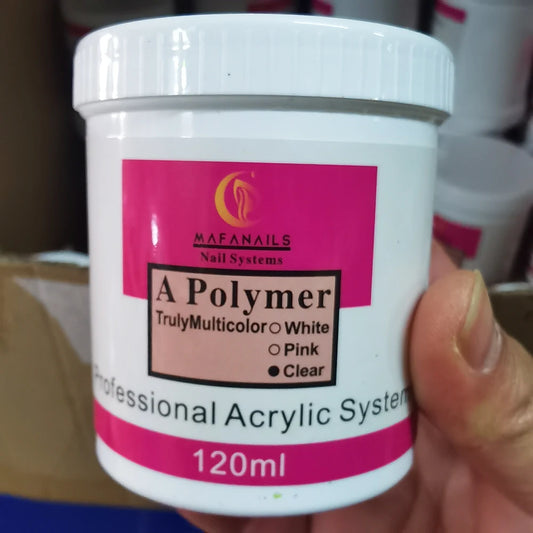 MAFANAILS
Nail Systems
A Polymer
TrulyMulticolor○ White
○ Pink
● Clear
Professional Acrylic System
120ml